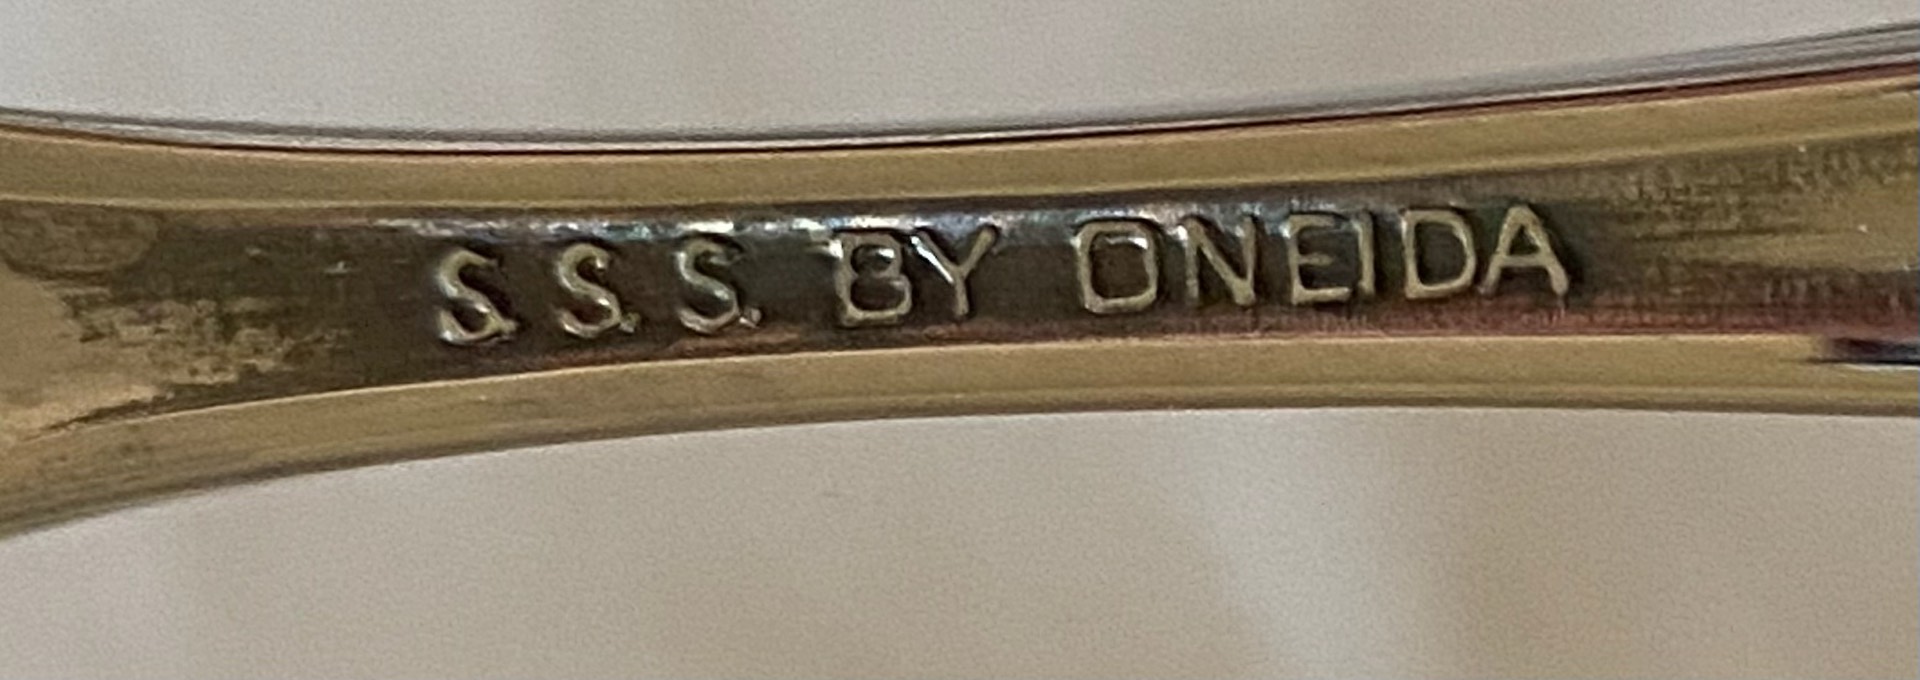 S. S. S. BY ONEIDA